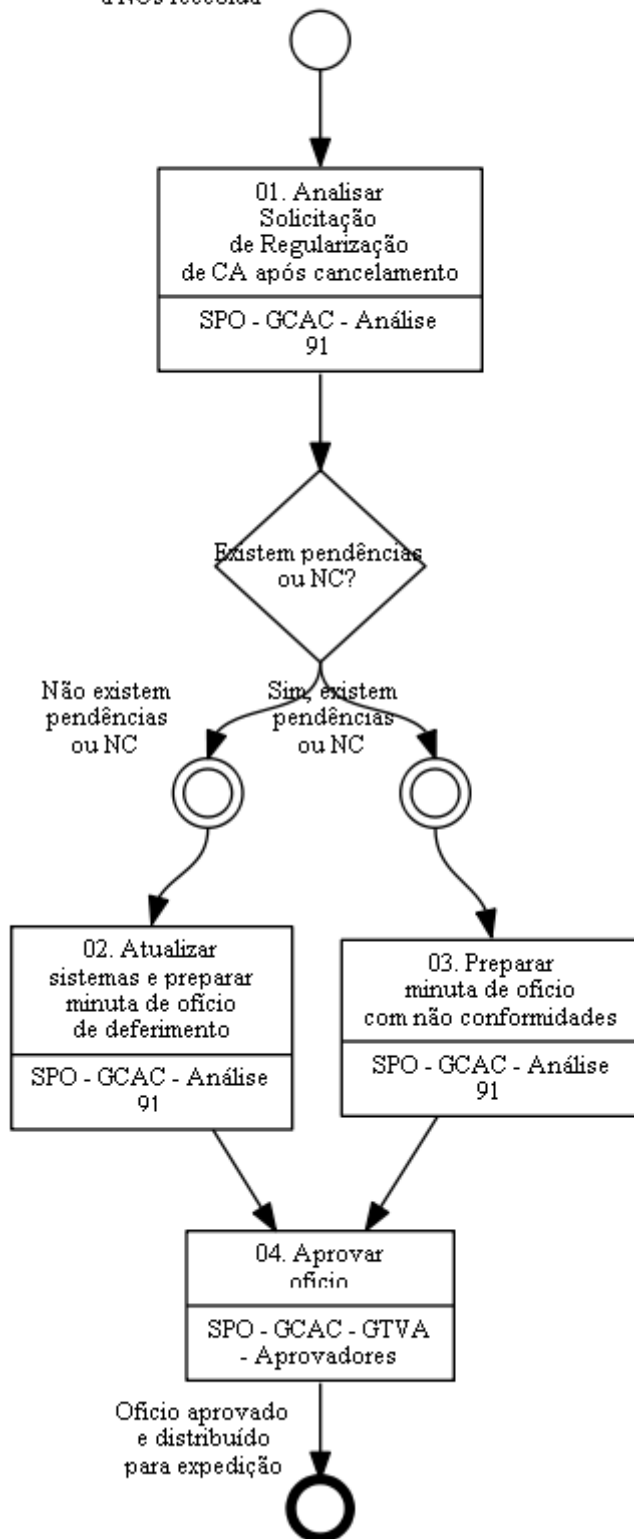 01. Analisar
Solicitação
de Regularização
de CA após cancelamento
SPO - GCAC - Análise
91
Existem pendências
ou NC?
Não existem
pendências
ou NC
Sim, existem
pendências
ou NC
02. Atualizar
sistemas e preparar
minuta de ofício
de deferimento
SPO - GCAC - Análise
91
03. Preparar
minuta de ofício
com não conformidades
SPO - GCAC - Análise
91
04. Aprovar
ofício
SPO - GCAC - GTVA
- Aprovadores
Ofício aprovado
e distribuído
para expedição